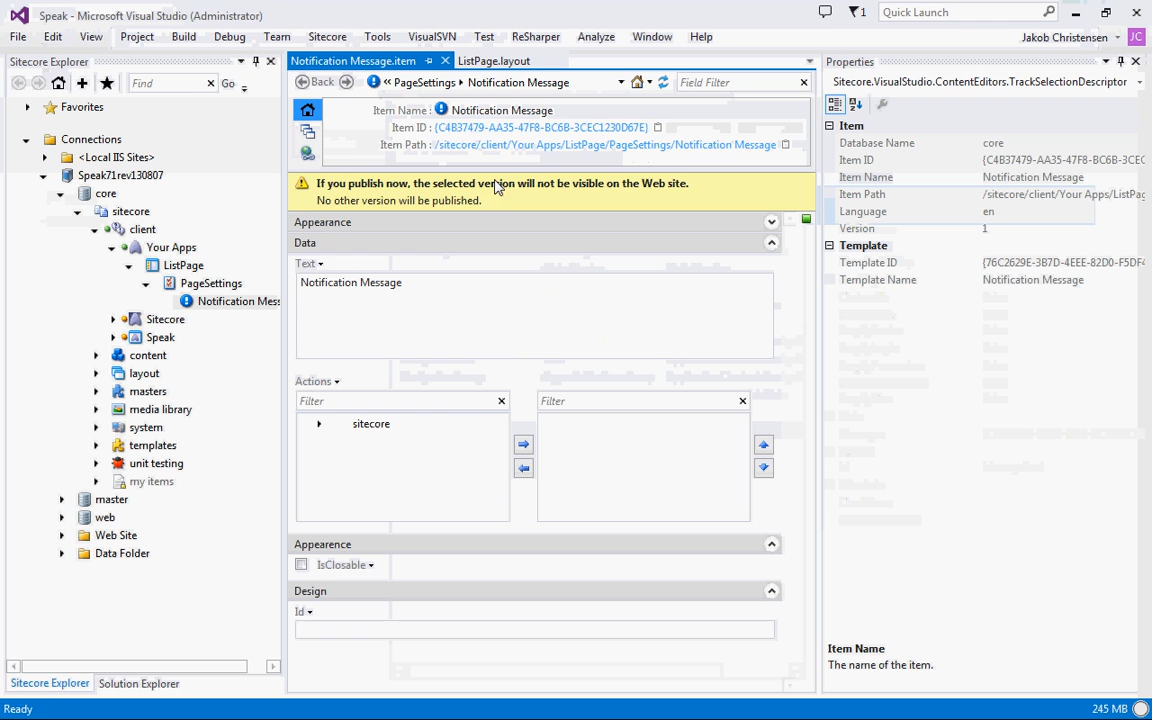 Speak - Microsoft Visual Studio (Administrator)
1
Quick Launch
File Edit View Project Build Debug Team Sitecore Tools VisualSVN Test ReSharper Analyze Window Help
Jakob Christensen
JC
Sitecore Explorer
Find
Go
Favorites
Connections
<Local IIS Sites>
Speak71rev130807
core
sitecore
client
Your Apps
ListPage
PageSettings
Notification Mess
Sitecore
Speak
content
layout
masters
media library
system
templates
unit testing
my items
master
web
Web Site
Data Folder
Sitecore Explorer Solution Explorer
Notification Message.item
ListPage.layout
Back
PageSettings Notification Message
Field Filter
Item Name : Notification Message
Item ID : {C4B37479-AA35-47F8-BC6B-3CEC1230D67E}
Item Path : /sitecore/client/Your Apps/ListPage/PageSettings/Notification Message
If you publish now, the selected version will not be visible on the Web site.
No other version will be published.
Appearance
Data
Text
Notification Message
Actions
Filter
Filter
sitecore
Appearence
IsClosable
Design
Id
Properties
Sitecore.VisualStudio.ContentEditors.TrackSelectionDescriptor
Item
Database Name core
Item ID {C4B37479-AA35-47F8-BC6B-3CEC
Item Name Notification Message
Item Path /sitecore/client/Your Apps/ListPag
Language en
Version 1
Template
Template ID {76C2629E-3B7D-4EEE-82D0-F5DF4
Template Name Notification Message
Item Name
The name of the item.
Ready
245 MB